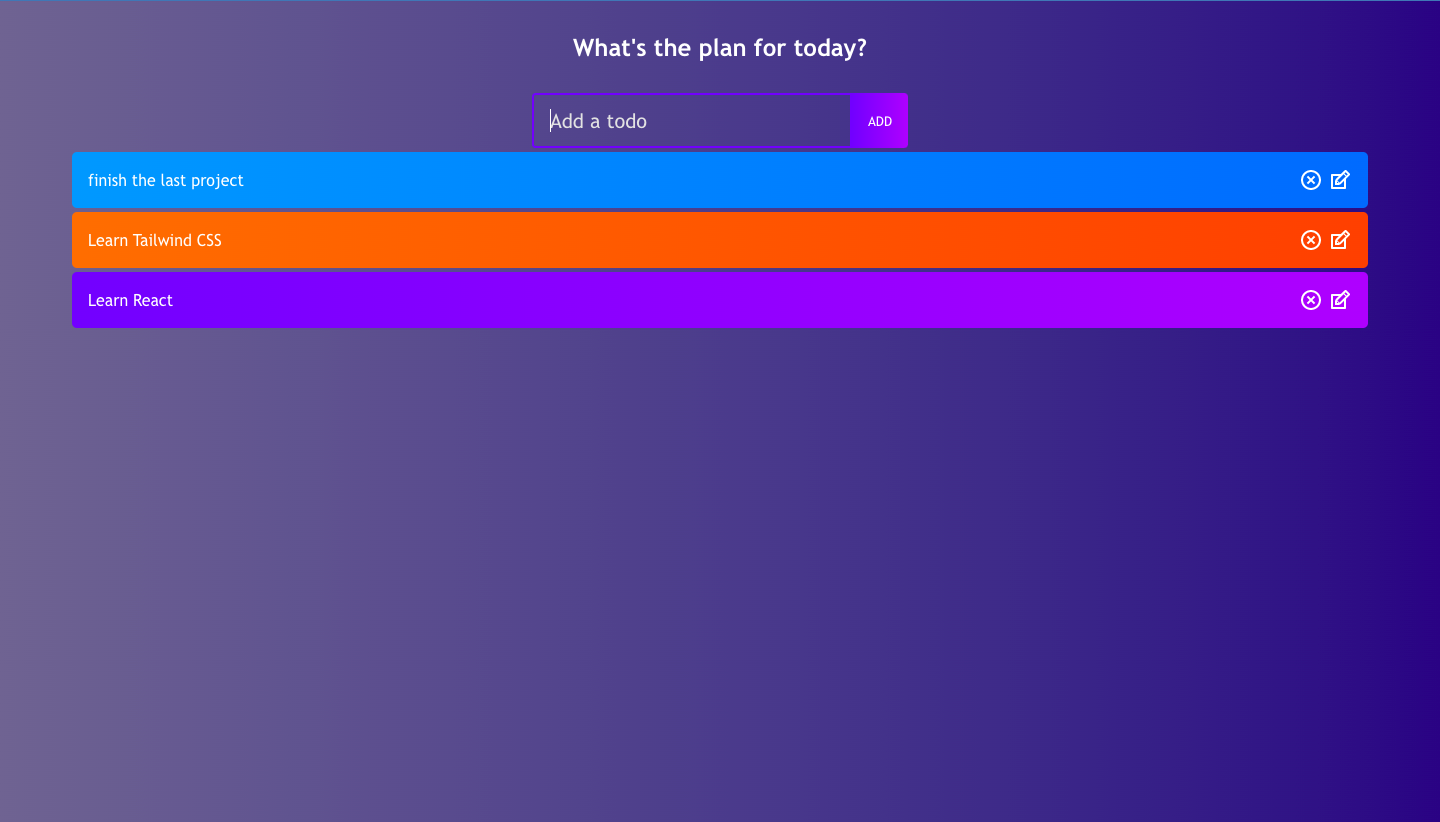 What's the plan for today?
Add a todo
ADD
finish the last project
Learn Tailwind CSS
Learn React